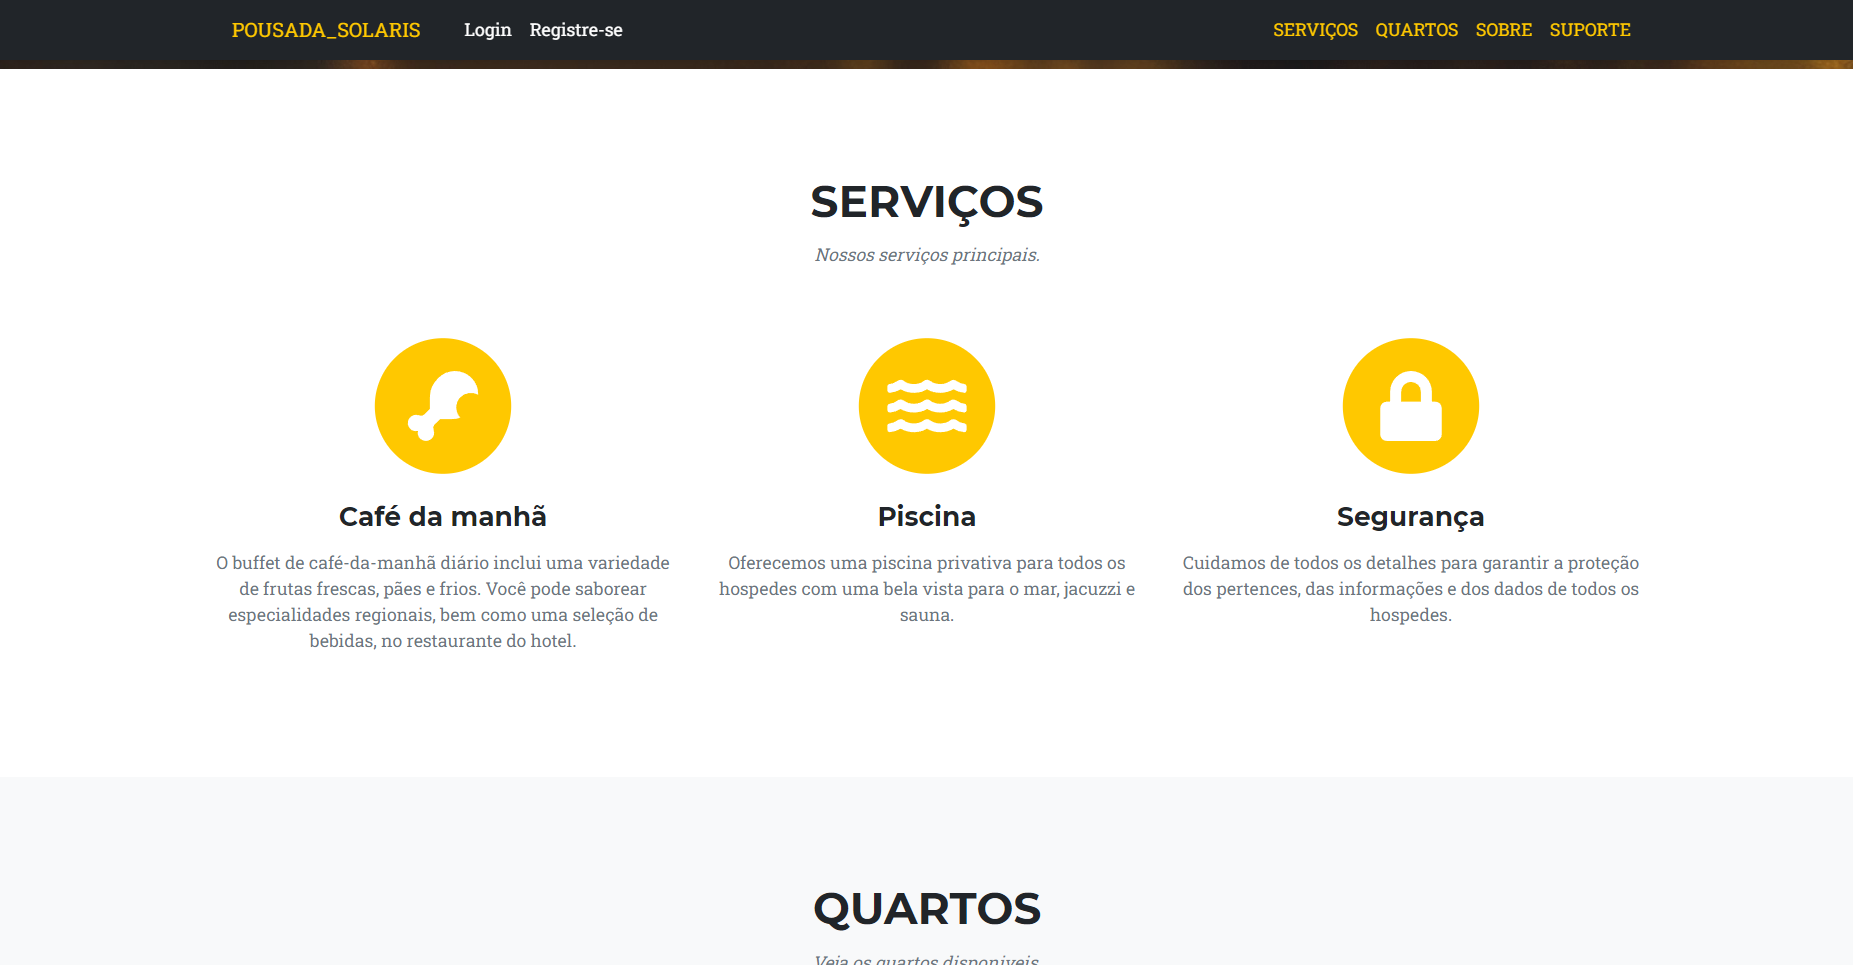 POUSADA_SOLARIS Login Registre-se SERVIÇOS QUARTOS SOBRE SUPORTE
SERVIÇOS
Nossos serviços principais.
Café da manhã
O buffet de café-da-manhã diário inclui uma variedade
de frutas frescas, pães e frios. Você pode saborear
especialidades regionais, bem como uma seleção de
bebidas, no restaurante do hotel.
Piscina
Oferecemos uma piscina privativa para todos os
hospedes com uma bela vista para o mar, jacuzzi e
sauna.
Segurança
Cuidamos de todos os detalhes para garantir a proteção
dos pertences, das informações e dos dados de todos os
hospedes.
QUARTOS
Veja os quartos disponiveis.